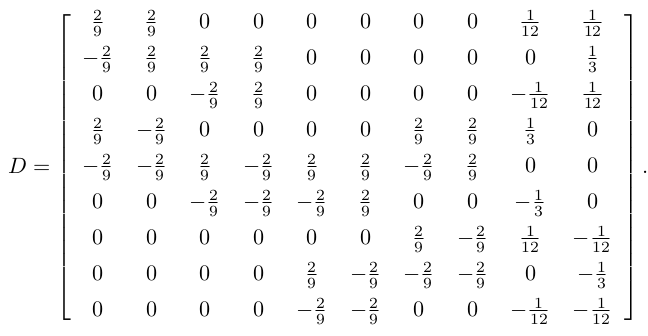 D = \left[ \begin{array}{cccccccccc}
\frac{2}{9} & \frac{2}{9} & 0 & 0 & 0 & 0 & 0 & 0 & \frac{1}{12} & \frac{1}{12} \\
-\frac{2}{9} & \frac{2}{9} & \frac{2}{9} & \frac{2}{9} & 0 & 0 & 0 & 0 & 0 & \frac{1}{3} \\
0 & 0 & -\frac{2}{9} & \frac{2}{9} & 0 & 0 & 0 & 0 & -\frac{1}{12} & \frac{1}{12} \\
\frac{2}{9} & -\frac{2}{9} & 0 & 0 & 0 & 0 & \frac{2}{9} & \frac{2}{9} & \frac{1}{3} & 0 \\
-\frac{2}{9} & -\frac{2}{9} & \frac{2}{9} & -\frac{2}{9} & \frac{2}{9} & \frac{2}{9} & -\frac{2}{9} & \frac{2}{9} & 0 & 0 \\
0 & 0 & -\frac{2}{9} & -\frac{2}{9} & -\frac{2}{9} & \frac{2}{9} & 0 & 0 & -\frac{1}{3} & 0 \\
0 & 0 & 0 & 0 & 0 & 0 & \frac{2}{9} & -\frac{2}{9} & \frac{1}{12} & -\frac{1}{12} \\
0 & 0 & 0 & 0 & \frac{2}{9} & -\frac{2}{9} & -\frac{2}{9} & -\frac{2}{9} & 0 & -\frac{1}{3} \\
0 & 0 & 0 & 0 & -\frac{2}{9} & -\frac{2}{9} & 0 & 0 & -\frac{1}{12} & -\frac{1}{12}
\end{array} \right].